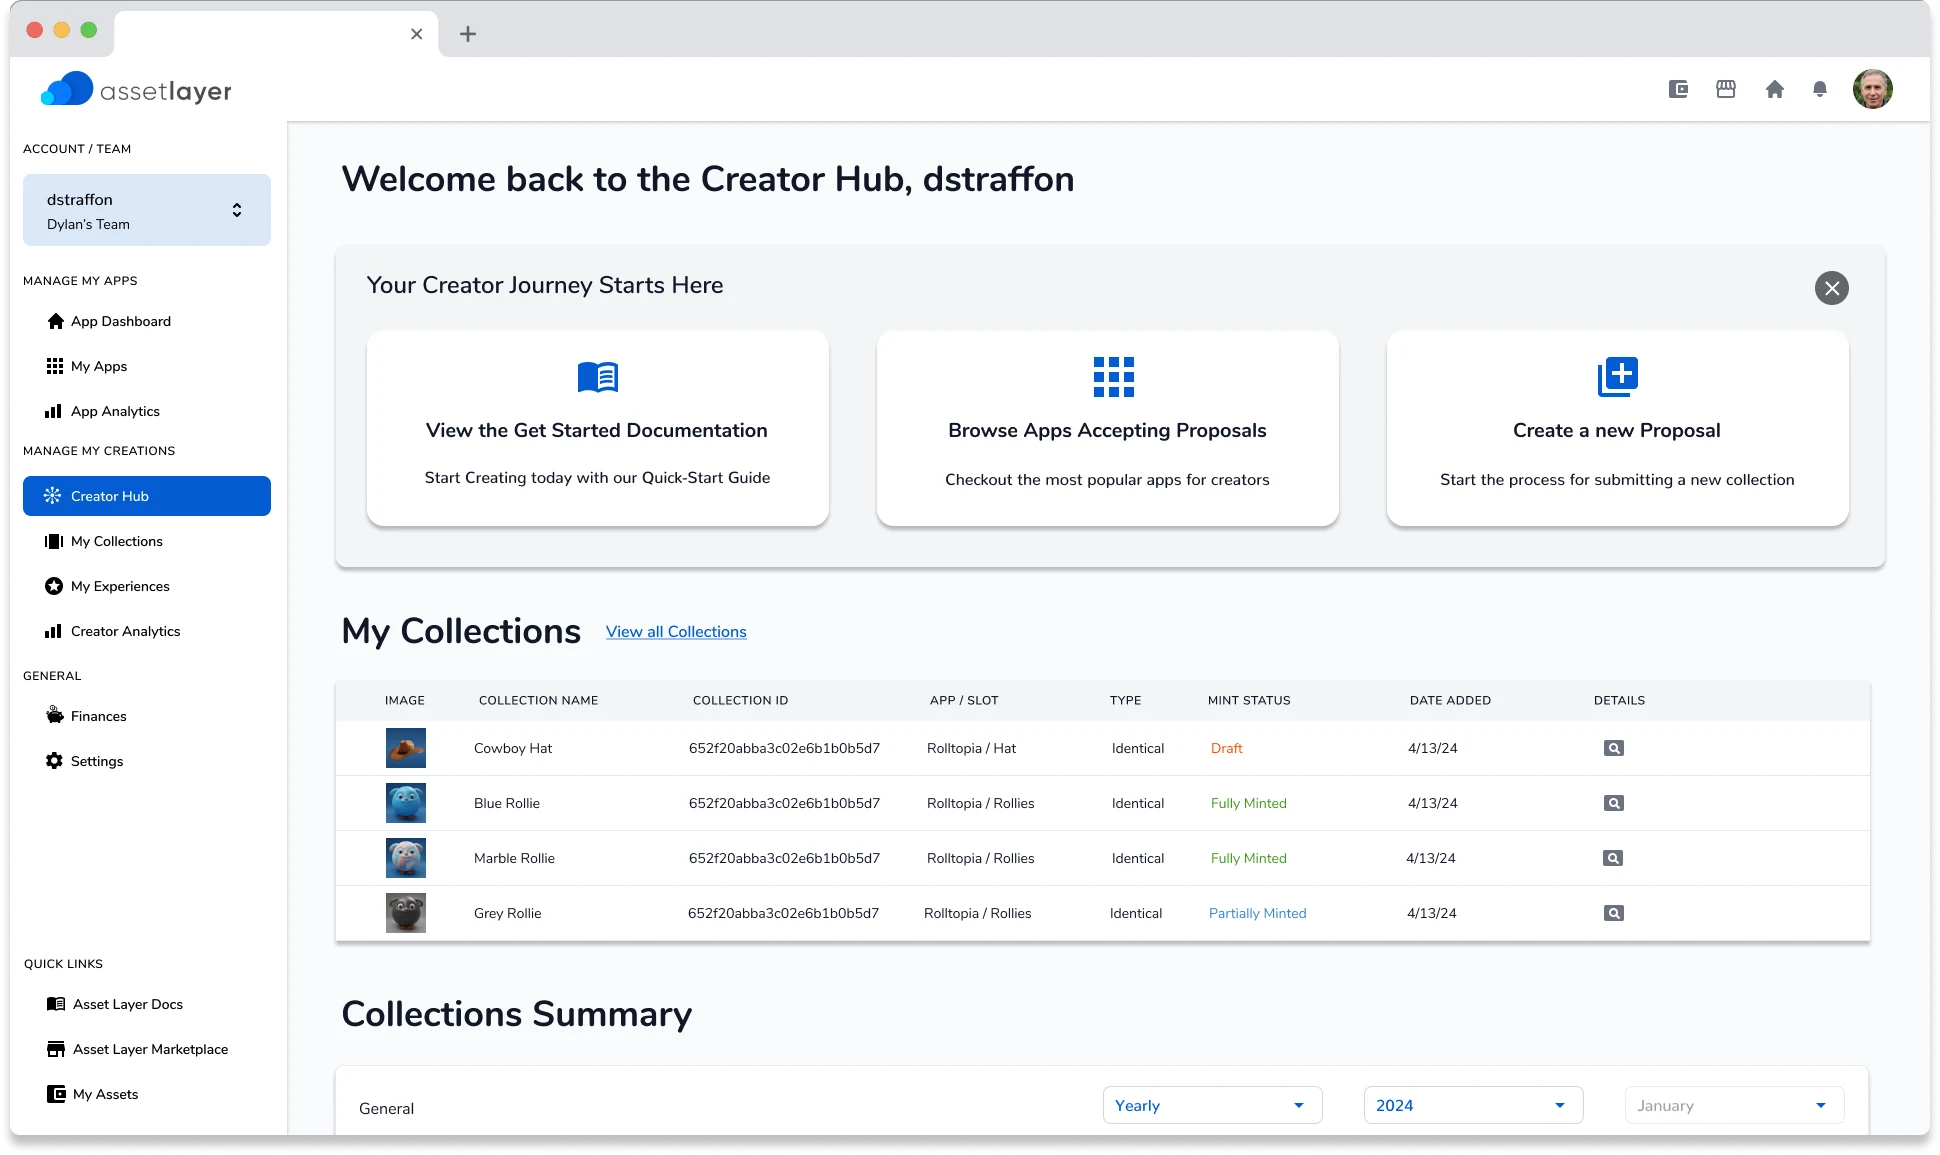 assetlayer
ACCOUNT / TEAM
dstraffon
Dylan's Team
MANAGE MY APPS
App Dashboard
My Apps
App Analytics
MANAGE MY CREATIONS
Creator Hub
My Collections
My Experiences
Creator Analytics
GENERAL
Finances
Settings
QUICK LINKS
Asset Layer Docs
Asset Layer Marketplace
My Assets
Welcome back to the Creator Hub, dstraffon
Your Creator Journey Starts Here
View the Get Started Documentation
Start Creating today with our Quick-Start Guide
Browse Apps Accepting Proposals
Checkout the most popular apps for creators
Create a new Proposal
Start the process for submitting a new collection
My Collections View all Collections
IMAGE COLLECTION NAME COLLECTION ID APP / SLOT TYPE MINT STATUS DATE ADDED DETAILS
Cowboy Hat 652f20abba3c02e6b1b0b5d7 Rolltopia / Hat Identical Draft 4/13/24
Blue Rollie 652f20abba3c02e6b1b0b5d7 Rolltopia / Rollies Identical Fully Minted 4/13/24
Marble Rollie 652f20abba3c02e6b1b0b5d7 Rolltopia / Rollies Identical Fully Minted 4/13/24
Grey Rollie 652f20abba3c02e6b1b0b5d7 Rolltopia / Rollies Identical Partially Minted 4/13/24
Collections Summary
General Yearly 2024 January